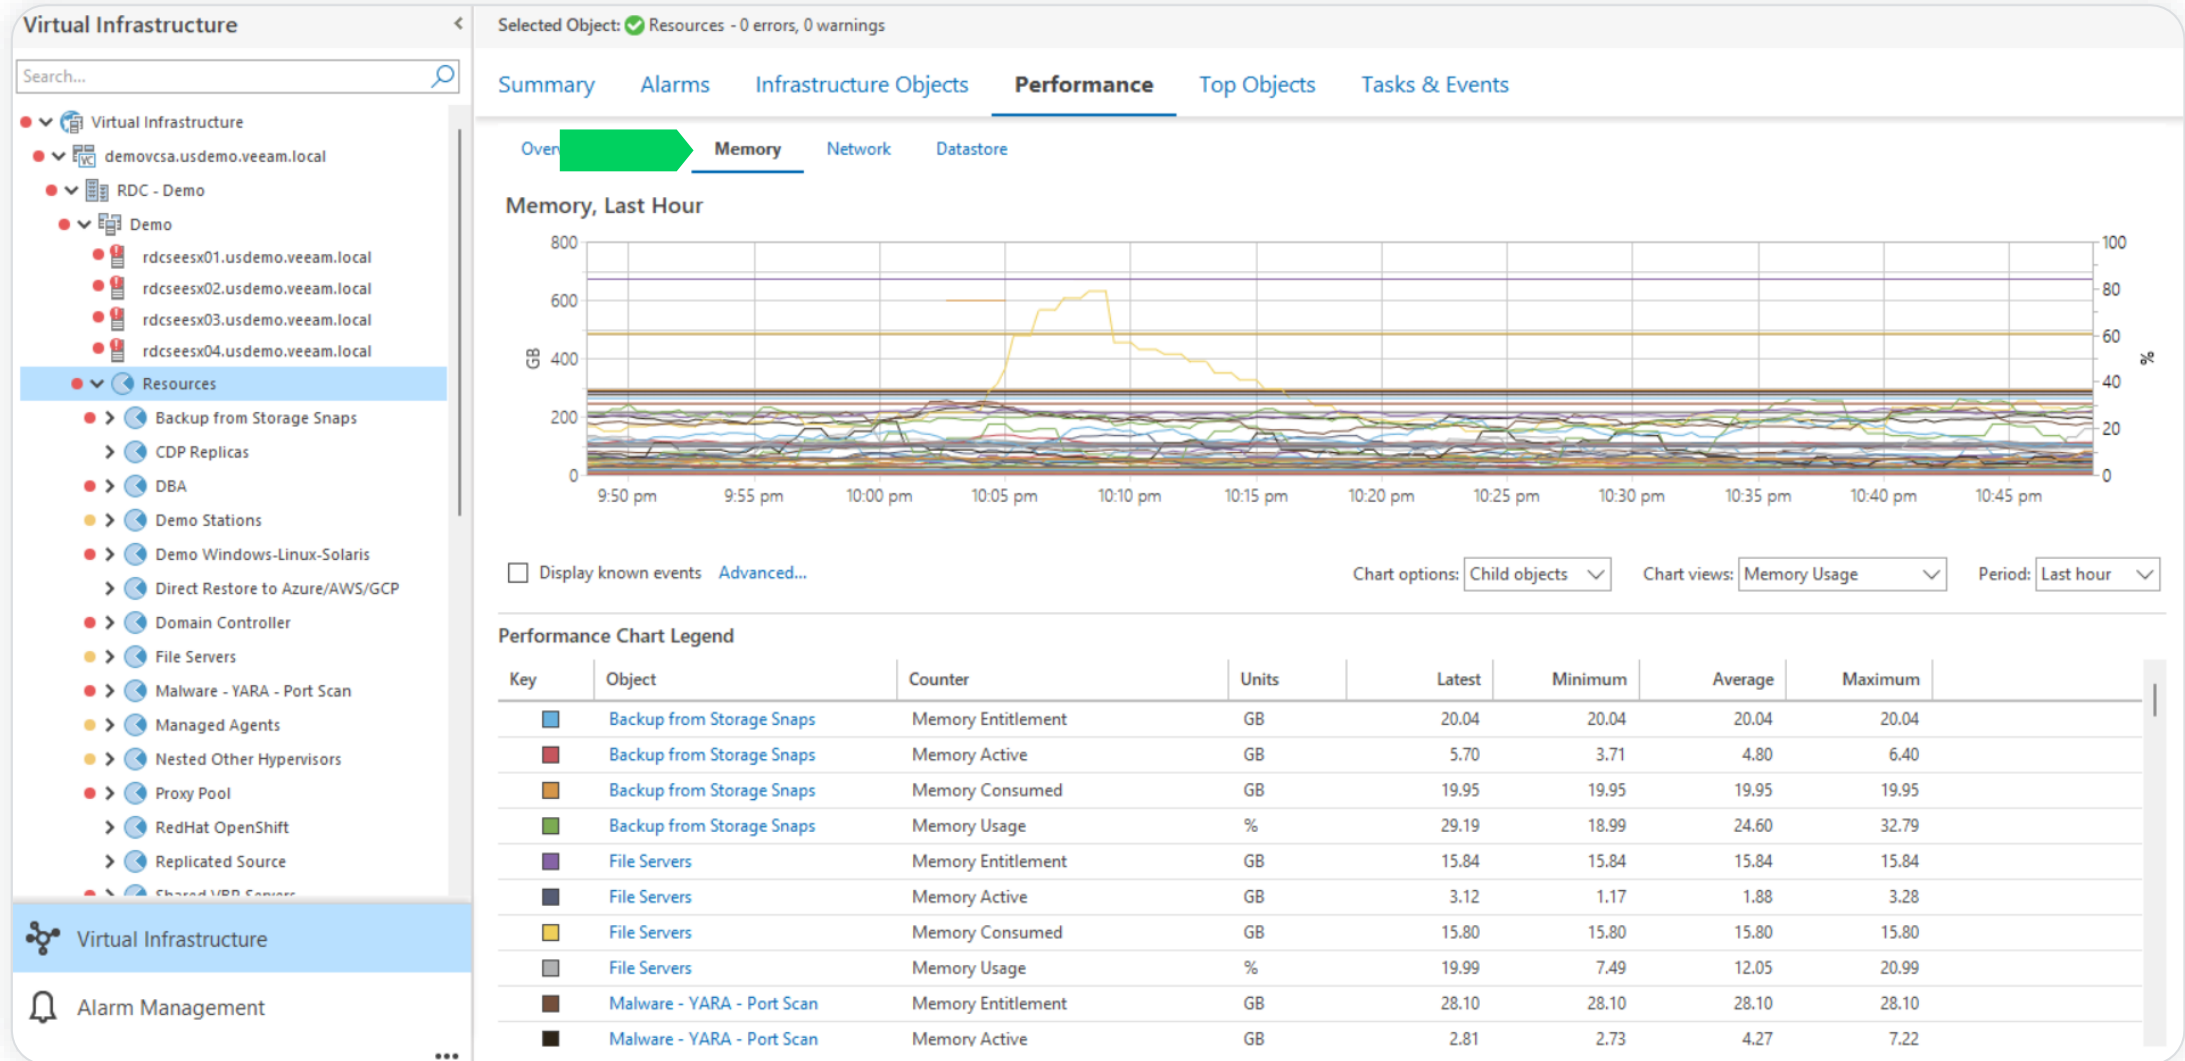 Virtual Infrastructure
Search...
Virtual Infrastructure
demovcsa.usdemo.veeam.local
RDC - Demo
Demo
rdcseesx01.usdemo.veeam.local
rdcseesx02.usdemo.veeam.local
rdcseesx03.usdemo.veeam.local
rdcseesx04.usdemo.veeam.local
Resources
Backup from Storage Snaps
CDP Replicas
DBA
Demo Stations
Demo Windows-Linux-Solaris
Direct Restore to Azure/AWS/GCP
Domain Controller
File Servers
Malware - YARA - Port Scan
Managed Agents
Nested Other Hypervisors
Proxy Pool
RedHat OpenShift
Replicated Source
Shared VBR Servers
Virtual Infrastructure
Alarm Management
Selected Object: Resources - 0 errors, 0 warnings
Summary Alarms Infrastructure Objects Performance Top Objects Tasks & Events
Memory Network Datastore
Memory, Last Hour
800 100
80
600
60
GB 400 %
40
200
20
0 0
9:50 pm 9:55 pm 10:00 pm 10:05 pm 10:10 pm 10:15 pm 10:20 pm 10:25 pm 10:30 pm 10:35 pm 10:40 pm 10:45 pm
Display known events Advanced... Chart options: Child objects Chart views: Memory Usage Period: Last hour
Performance Chart Legend
Key Object Counter Units Latest Minimum Average Maximum
Backup from Storage Snaps Memory Entitlement GB 20.04 20.04 20.04 20.04
Backup from Storage Snaps Memory Active GB 5.70 3.71 4.80 6.40
Backup from Storage Snaps Memory Consumed GB 19.95 19.95 19.95 19.95
Backup from Storage Snaps Memory Usage % 29.19 18.99 24.60 32.79
File Servers Memory Entitlement GB 15.84 15.84 15.84 15.84
File Servers Memory Active GB 3.12 1.17 1.88 3.28
File Servers Memory Consumed GB 15.80 15.80 15.80 15.80
File Servers Memory Usage % 19.99 7.49 12.05 20.99
Malware - YARA - Port Scan Memory Entitlement GB 28.10 28.10 28.10 28.10
Malware - YARA - Port Scan Memory Active GB 2.81 2.73 4.27 7.22